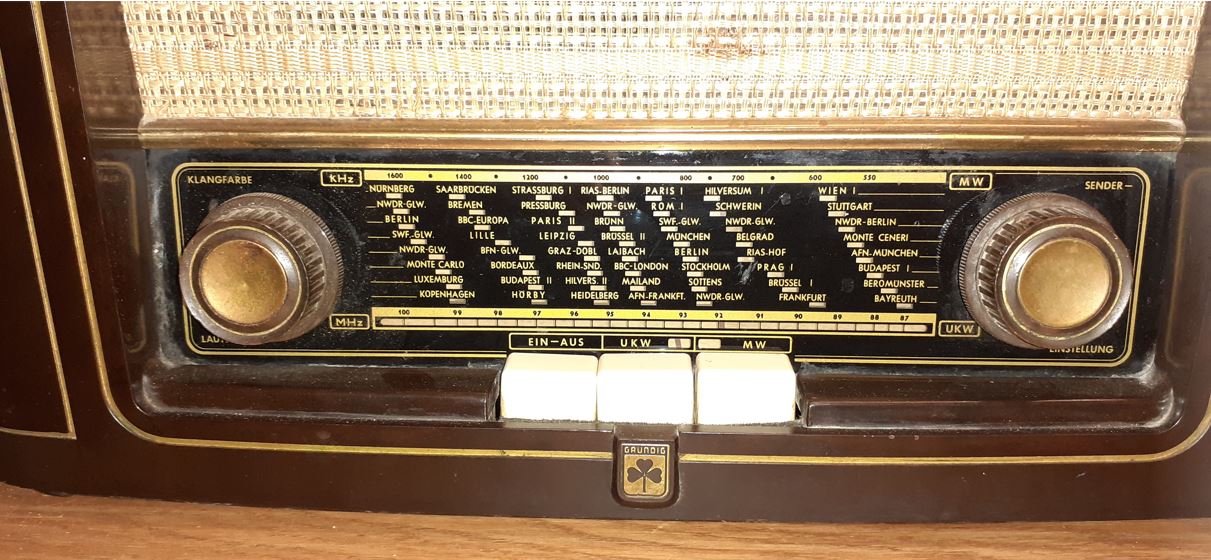 KLANGFARBE
KHz 1600 1400 1200 1000 800 700 600 550 MW
SENDER—
NÜRNBERG SAARBRÜCKEN STRASSBURG I RIAS-BERLIN PARIS I HILVERSUM I WIEN I
NWDR-GLW. BREMEN PRESSBURG NWDR-GLW. ROM I SCHWERIN STUTTGART
BERLIN BBC-EUROPA PARIS II BRÜNN SWF.-GLW. NWDR-GLW. NWDR-BERLIN
SWF.-GLW. LILLE LEIPZIG BRÜSSEL II MÜNCHEN BELGRAD MONTE CENERI
NWDR-GLW. BFN-GLW. GRAZ-DOBL LAIBACH BERLIN RIAS-HOF AFN-MÜNCHEN
MONTE CARLO BORDEAUX RHEIN-SND. BBC-LONDON STOCKHOLM PRAG I BUDAPEST I
LUXEMBURG BUDAPEST II HILVERS. II MAILAND SOTTENS BRÜSSEL I BEROMÜNSTER
KOPENHAGEN HÖRBY HEIDELBERG AFN-FRANKFT. NWDR-GLW. FRANKFURT BAYREUTH
MHz 100 99 98 97 96 95 94 93 92 91 90 89 88 87 UKW
EINSTELLUNG
EIN—AUS UKW MW
GRUNDIG